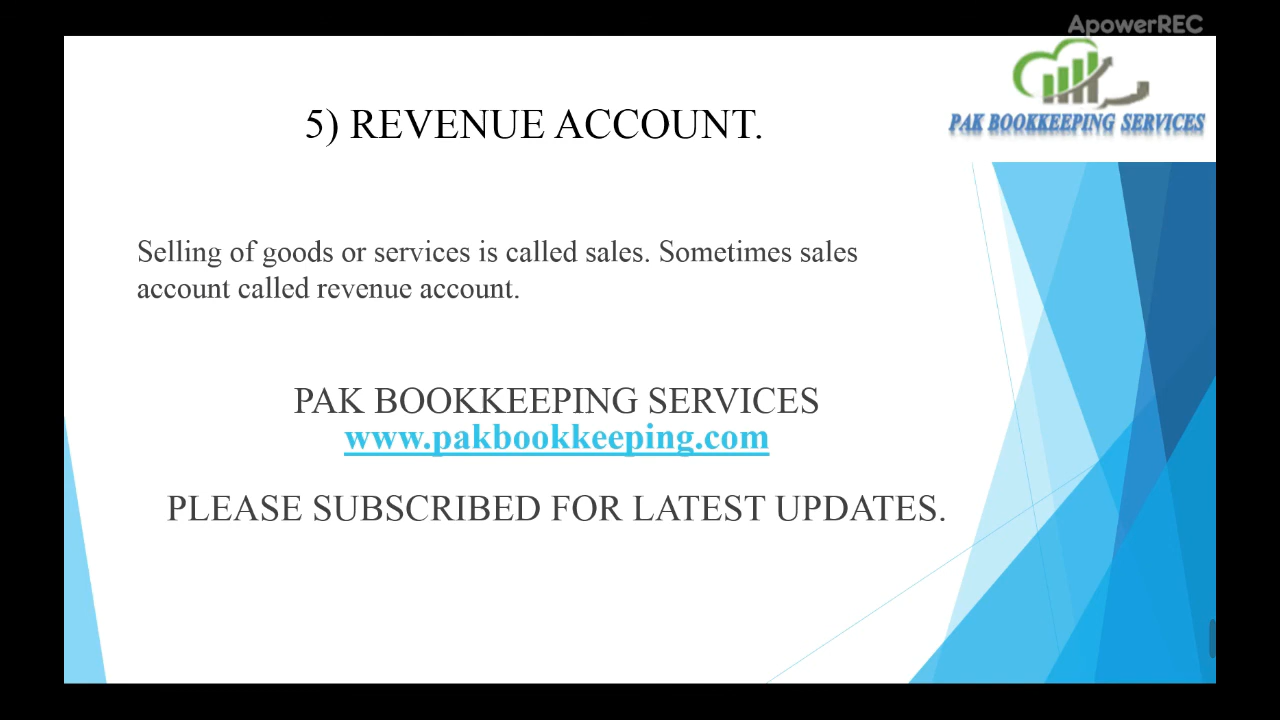 ApowerREC
PAK BOOKKEEPING SERVICES
5) REVENUE ACCOUNT.
Selling of goods or services is called sales. Sometimes sales
account called revenue account.
PAK BOOKKEEPING SERVICES
www.pakbookkeeping.com
PLEASE SUBSCRIBED FOR LATEST UPDATES.